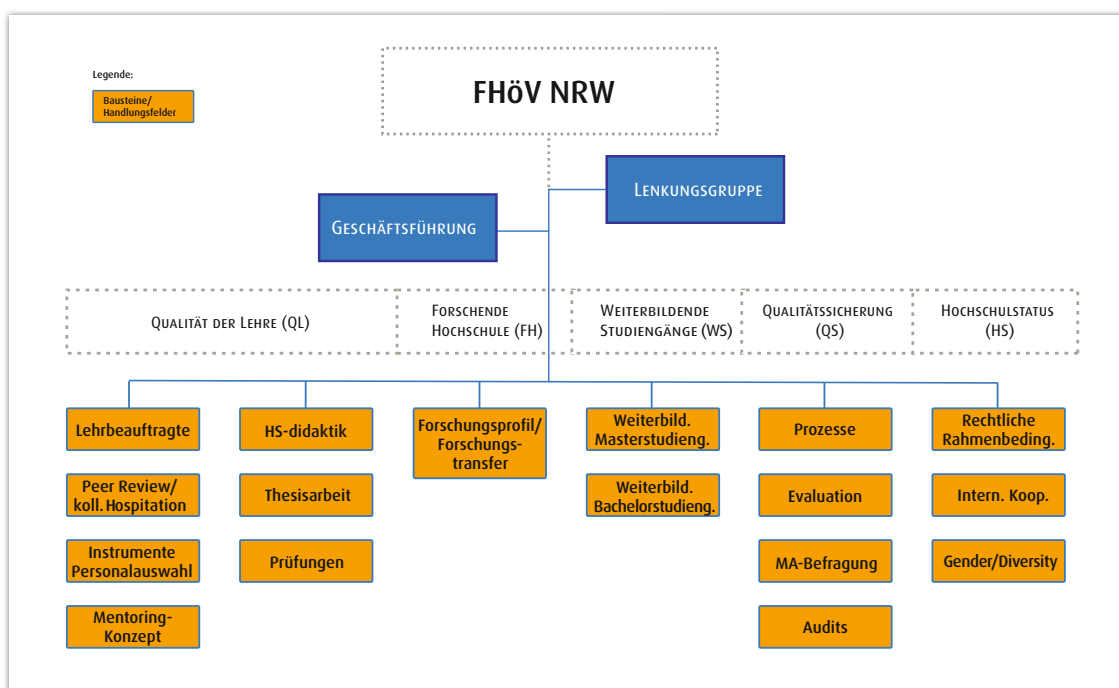 Legende:
Bausteine/
Handlungsfelder
FHöV NRW
Lenkungsgruppe
Geschäftsführung
Qualität der Lehre (QL)
Forschende
Hochschule (FH)
Weiterbildende
Studiengänge (WS)
Qualitätssicherung
(QS)
Hochschulstatus
(HS)
Lehrbeauftragte
Peer Review/
koll. Hospitation
Instrumente
Personalauswahl
Mentoring-
Konzept
HS-didaktik
Thesisarbeit
Prüfungen
Forschungsprofil/
Forschungs-
transfer
Weiterbild.
Masterstudieng.
Weiterbild.
Bachelorstudieng.
Prozesse
Evaluation
MA-Befragung
Audits
Rechtliche
Rahmenbeding.
Intern. Koop.
Gender/Diversity